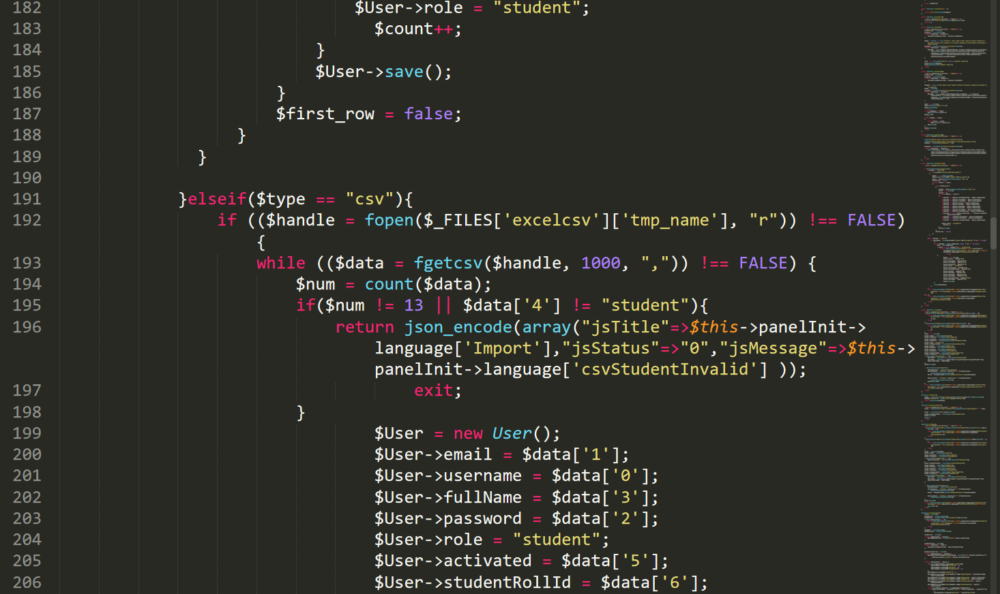 182 $User->role = "student";
183 $count++;
184 }
185 $User->save();
186 }
187 $first_row = false;
188 }
189 }
190
191 }elseif($type == "csv"){
192 if (($handle = fopen($_FILES['excelcsv']['tmp_name'], "r")) !== FALSE)
{
193 while (($data = fgetcsv($handle, 1000, ",")) !== FALSE) {
194 $num = count($data);
195 if($num != 13 || $data['4'] != "student"){
196 return json_encode(array("jsTitle"=>$this->panelInit->
language['Import'],"jsStatus"=>"0","jsMessage"=>$this->
panelInit->language['csvStudentInvalid'] ));
197 exit;
198 }
199 $User = new User();
200 $User->email = $data['1'];
201 $User->username = $data['0'];
202 $User->fullName = $data['3'];
203 $User->password = $data['2'];
204 $User->role = "student";
205 $User->activated = $data['5'];
206 $User->studentRollId = $data['6'];